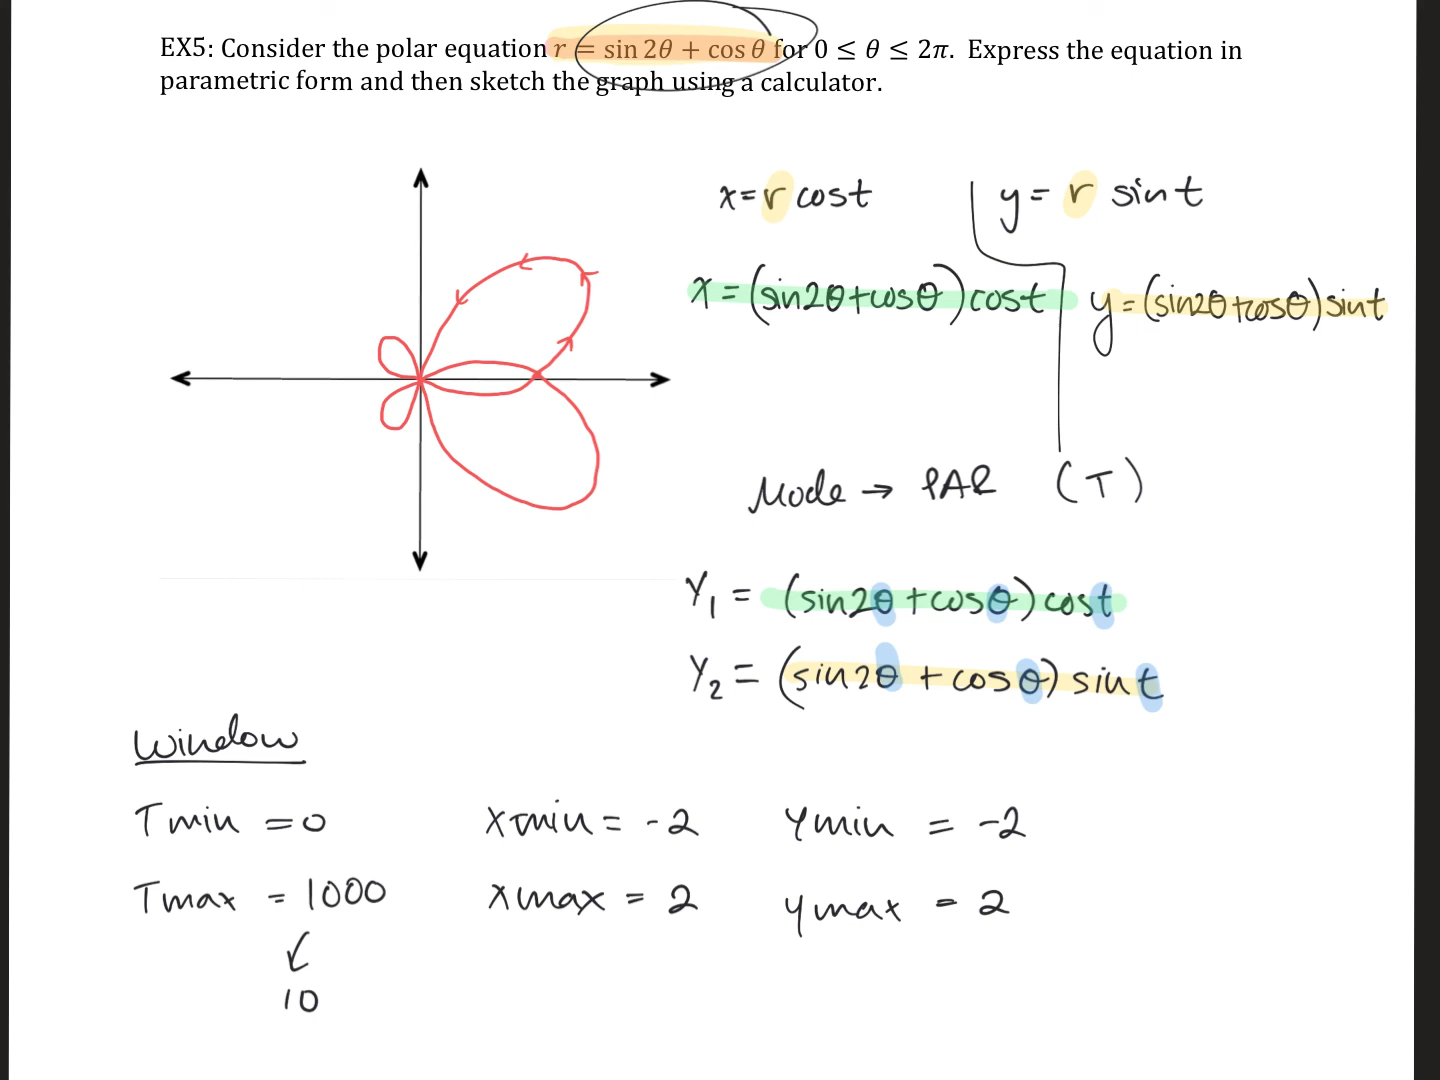 EX5: Consider the polar equation r = sin 2θ + cos θ for 0 ≤ θ ≤ 2π. Express the equation in
parametric form and then sketch the graph using a calculator.
x = r cost
y = r sint
x = (sin2θ + cosθ) cost
y = (sin2θ + cosθ) sint
Mode → PAR (T)
Y₁ = (sin2θ + cosθ) cost
Y₂ = (sin2θ + cosθ) sint
Window
Tmin = 0 Xmin = -2 Ymin = -2
Tmax = 1000 Xmax = 2 Ymax = 2
10